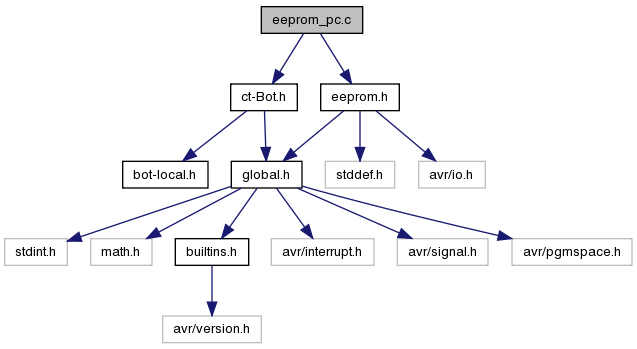 eeprom_pc.c
ct-Bot.h
eeprom.h
bot-local.h
global.h
stddef.h
avr/io.h
stdint.h
math.h
builtins.h
avr/interrupt.h
avr/signal.h
avr/pgmspace.h
avr/version.h